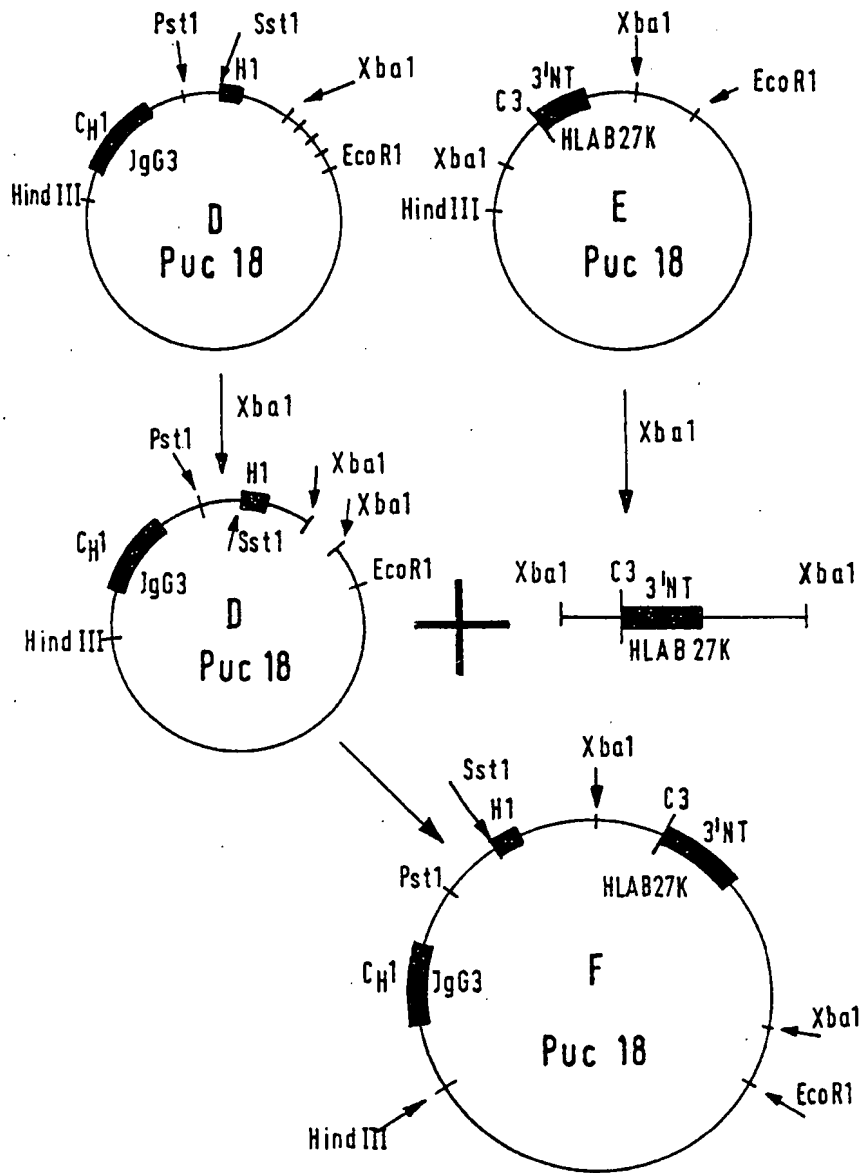 Pst1
Sst1
H1
Xba1
CH1
JgG3
EcoR1
Hind III
D
Puc 18
Xba1
C3
3'NT
EcoR1
HLAB27K
Xba1
Hind III
E
Puc 18
Xba1
Xba1
Pst1
H1
Xba1
Xba1
Sst1
CH1
JgG3
EcoR1
Hind III
D
Puc 18
+
Xba1
C3
3'NT
Xba1
HLAB 27K
Sst1
H1
Xba1
C3
3'NT
HLAB27K
Pst1
CH1
JgG3
F
Puc 18
Xba1
EcoR1
Hind III